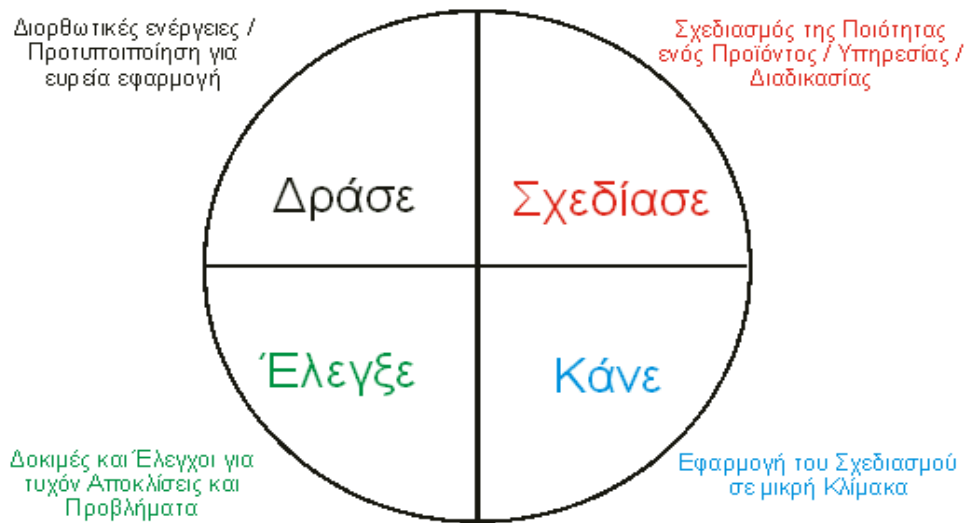 Διορθωτικές ενέργειες /
Προτυποιποίηση για
ευρεία εφαρμογή
Σχεδιασμός της Ποιότητας
ενός Προϊόντος / Υπηρεσίας /
Διαδικασίας
Δράσε
Σχεδίασε
Έλεγξε
Κάνε
Δοκιμές και Έλεγχοι για
τυχόν Αποκλίσεις και
Προβλήματα
Εφαρμογή του Σχεδιασμού
σε μικρή Κλίμακα